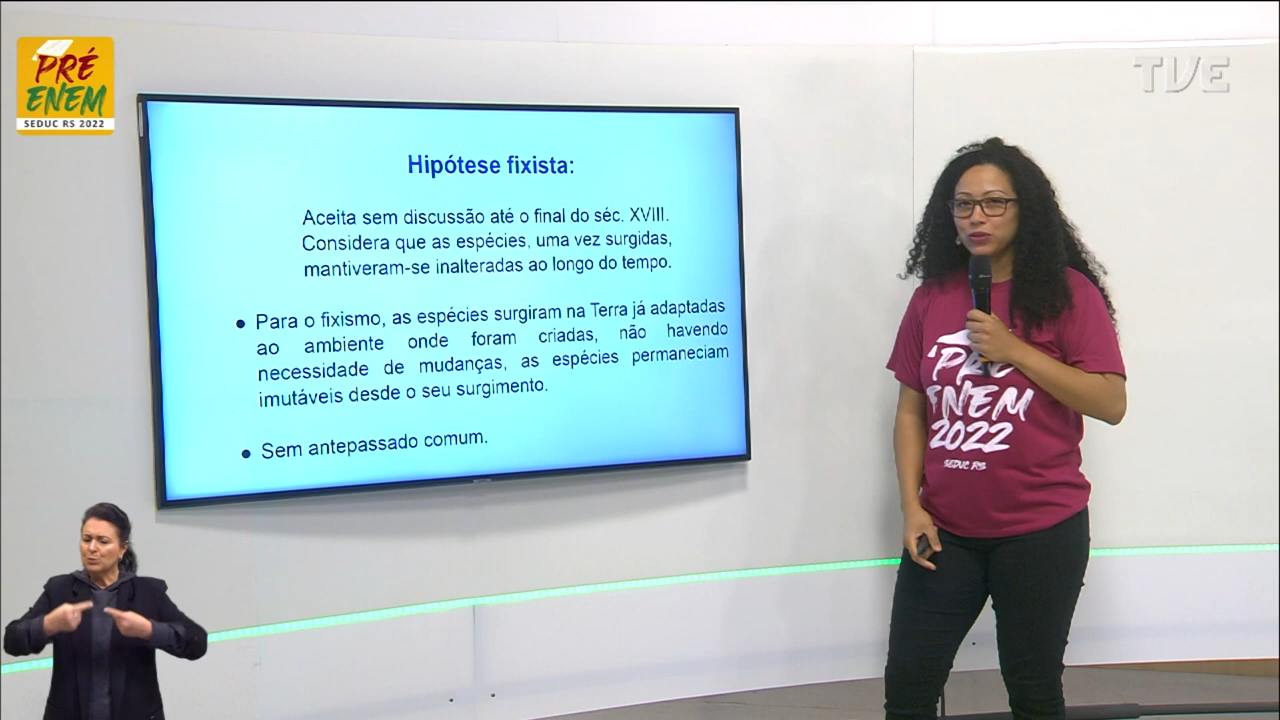 PRÉ
ENEM
SEDUC RS 2022
TVE
Hipótese fixista:
Aceita sem discussão até o final do séc. XVIII.
Considera que as espécies, uma vez surgidas,
mantiveram-se inalteradas ao longo do tempo.
● Para o fixismo, as espécies surgiram na Terra já adaptadas
ao ambiente onde foram criadas, não havendo
necessidade de mudanças, as espécies permaneciam
imutáveis desde o seu surgimento.
● Sem antepassado comum.
PRÉ
ENEM
2022
SEDUC RS